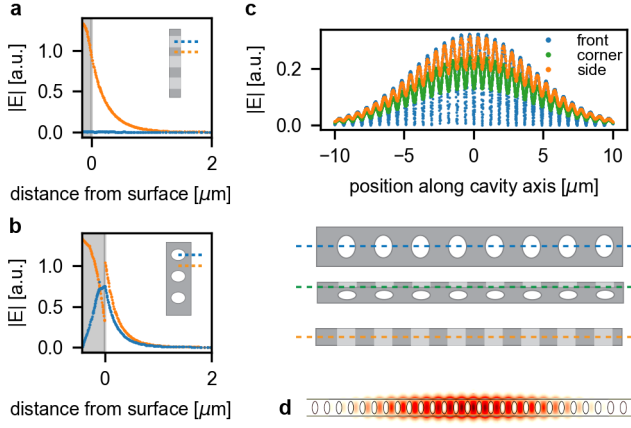 a
1.0
0.5
0.0
|E| [a.u.]
0
2
distance from surface [μm]
b
1.0
0.5
0.0
|E| [a.u.]
0
2
distance from surface [μm]
c
front
corner
side
0.2
0.0
|E| [a.u.]
−10
−5
0
5
10
position along cavity axis [μm]
d